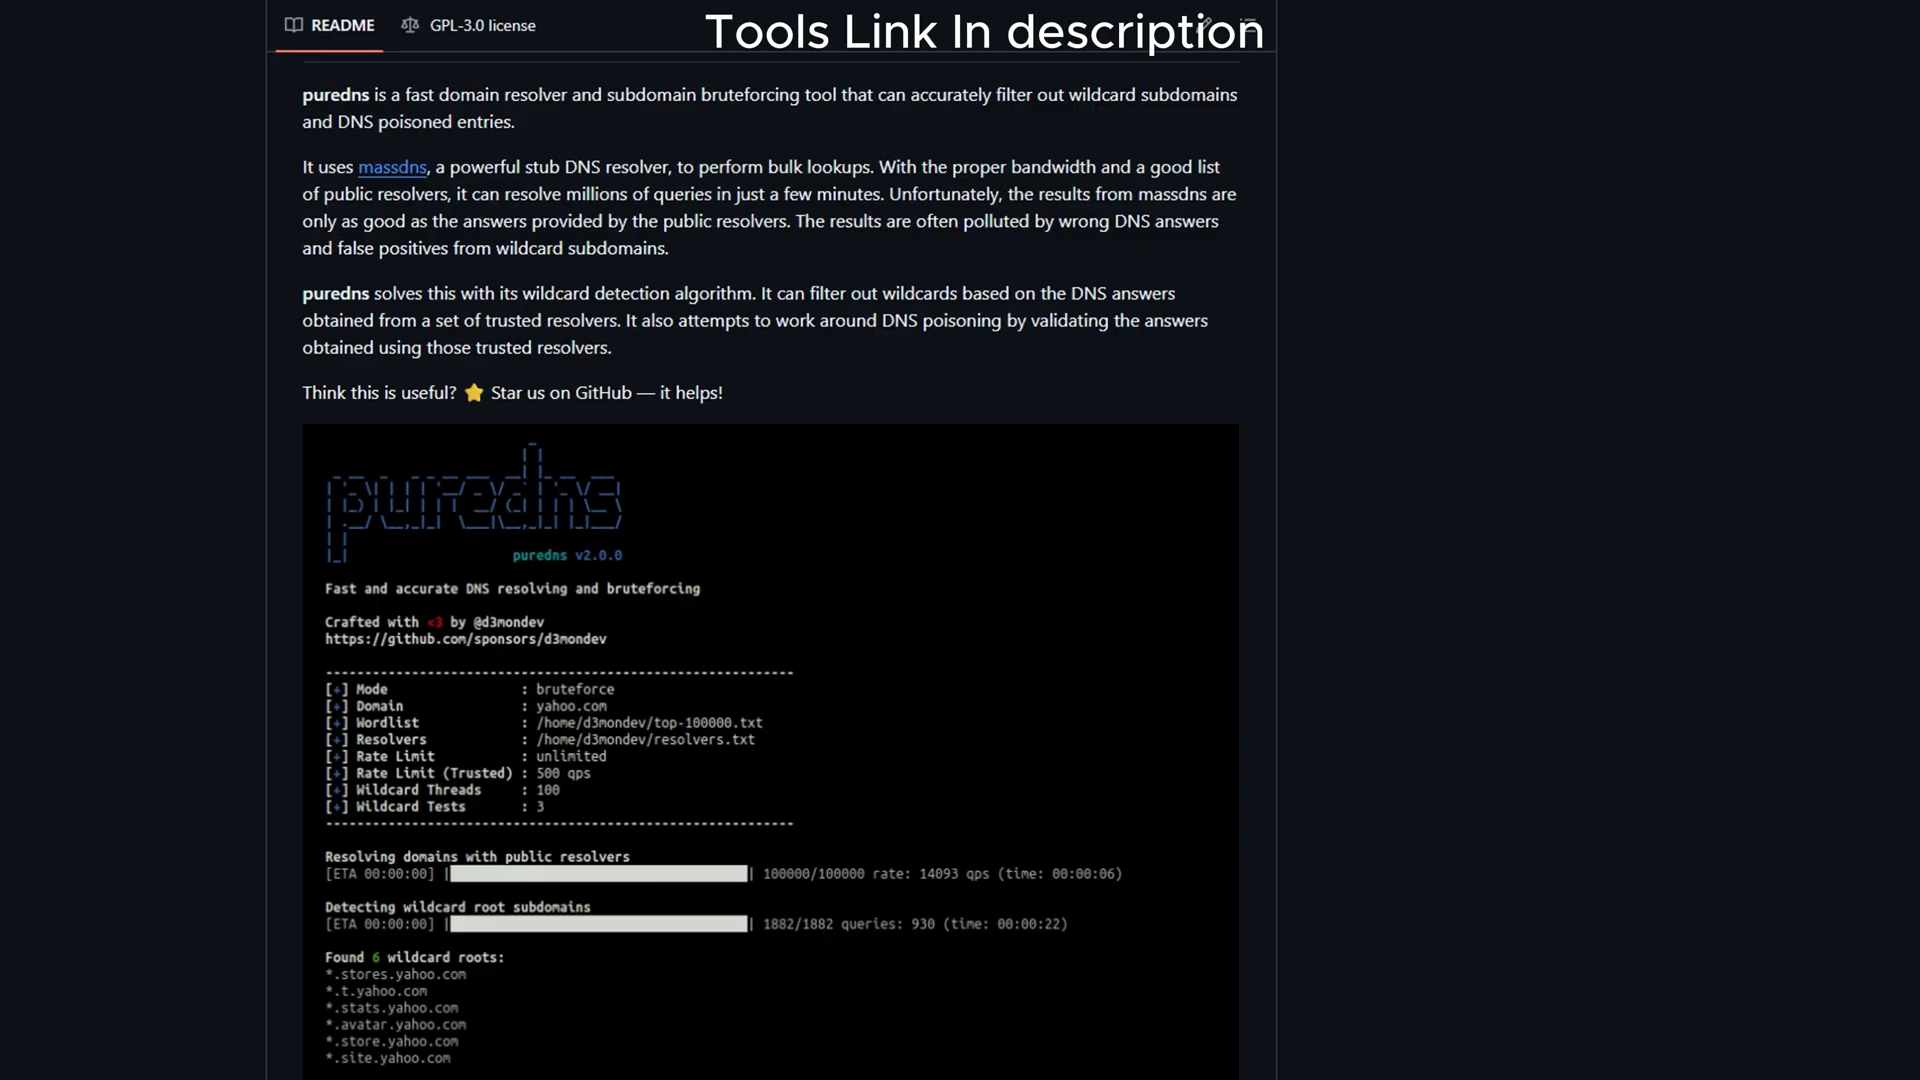 README
GPL-3.0 license
Tools Link In description
puredns is a fast domain resolver and subdomain bruteforcing tool that can accurately filter out wildcard subdomains
and DNS poisoned entries.
It uses massdns, a powerful stub DNS resolver, to perform bulk lookups. With the proper bandwidth and a good list
of public resolvers, it can resolve millions of queries in just a few minutes. Unfortunately, the results from massdns are
only as good as the answers provided by the public resolvers. The results are often polluted by wrong DNS answers
and false positives from wildcard subdomains.
puredns solves this with its wildcard detection algorithm. It can filter out wildcards based on the DNS answers
obtained from a set of trusted resolvers. It also attempts to work around DNS poisoning by validating the answers
obtained using those trusted resolvers.
Think this is useful? ⭐ Star us on GitHub — it helps!
puredns
puredns v2.0.0
Fast and accurate DNS resolving and bruteforcing
Crafted with <3 by @d3mondev
https://github.com/sponsors/d3mondev
------------------------------------------------------------
[+] Mode : bruteforce
[+] Domain : yahoo.com
[+] Wordlist : /home/d3mondev/top-100000.txt
[+] Resolvers : /home/d3mondev/resolvers.txt
[+] Rate Limit : unlimited
[+] Rate Limit (Trusted) : 500 qps
[+] Wildcard Threads : 100
[+] Wildcard Tests : 3
------------------------------------------------------------
Resolving domains with public resolvers
[ETA 00:00:00] | | 100000/100000 rate: 14093 qps (time: 00:00:06)
Detecting wildcard root subdomains
[ETA 00:00:00] | | 1882/1882 queries: 930 (time: 00:00:22)
Found 6 wildcard roots:
*.stores.yahoo.com
*.t.yahoo.com
*.stats.yahoo.com
*.avatar.yahoo.com
*.store.yahoo.com
*.site.yahoo.com